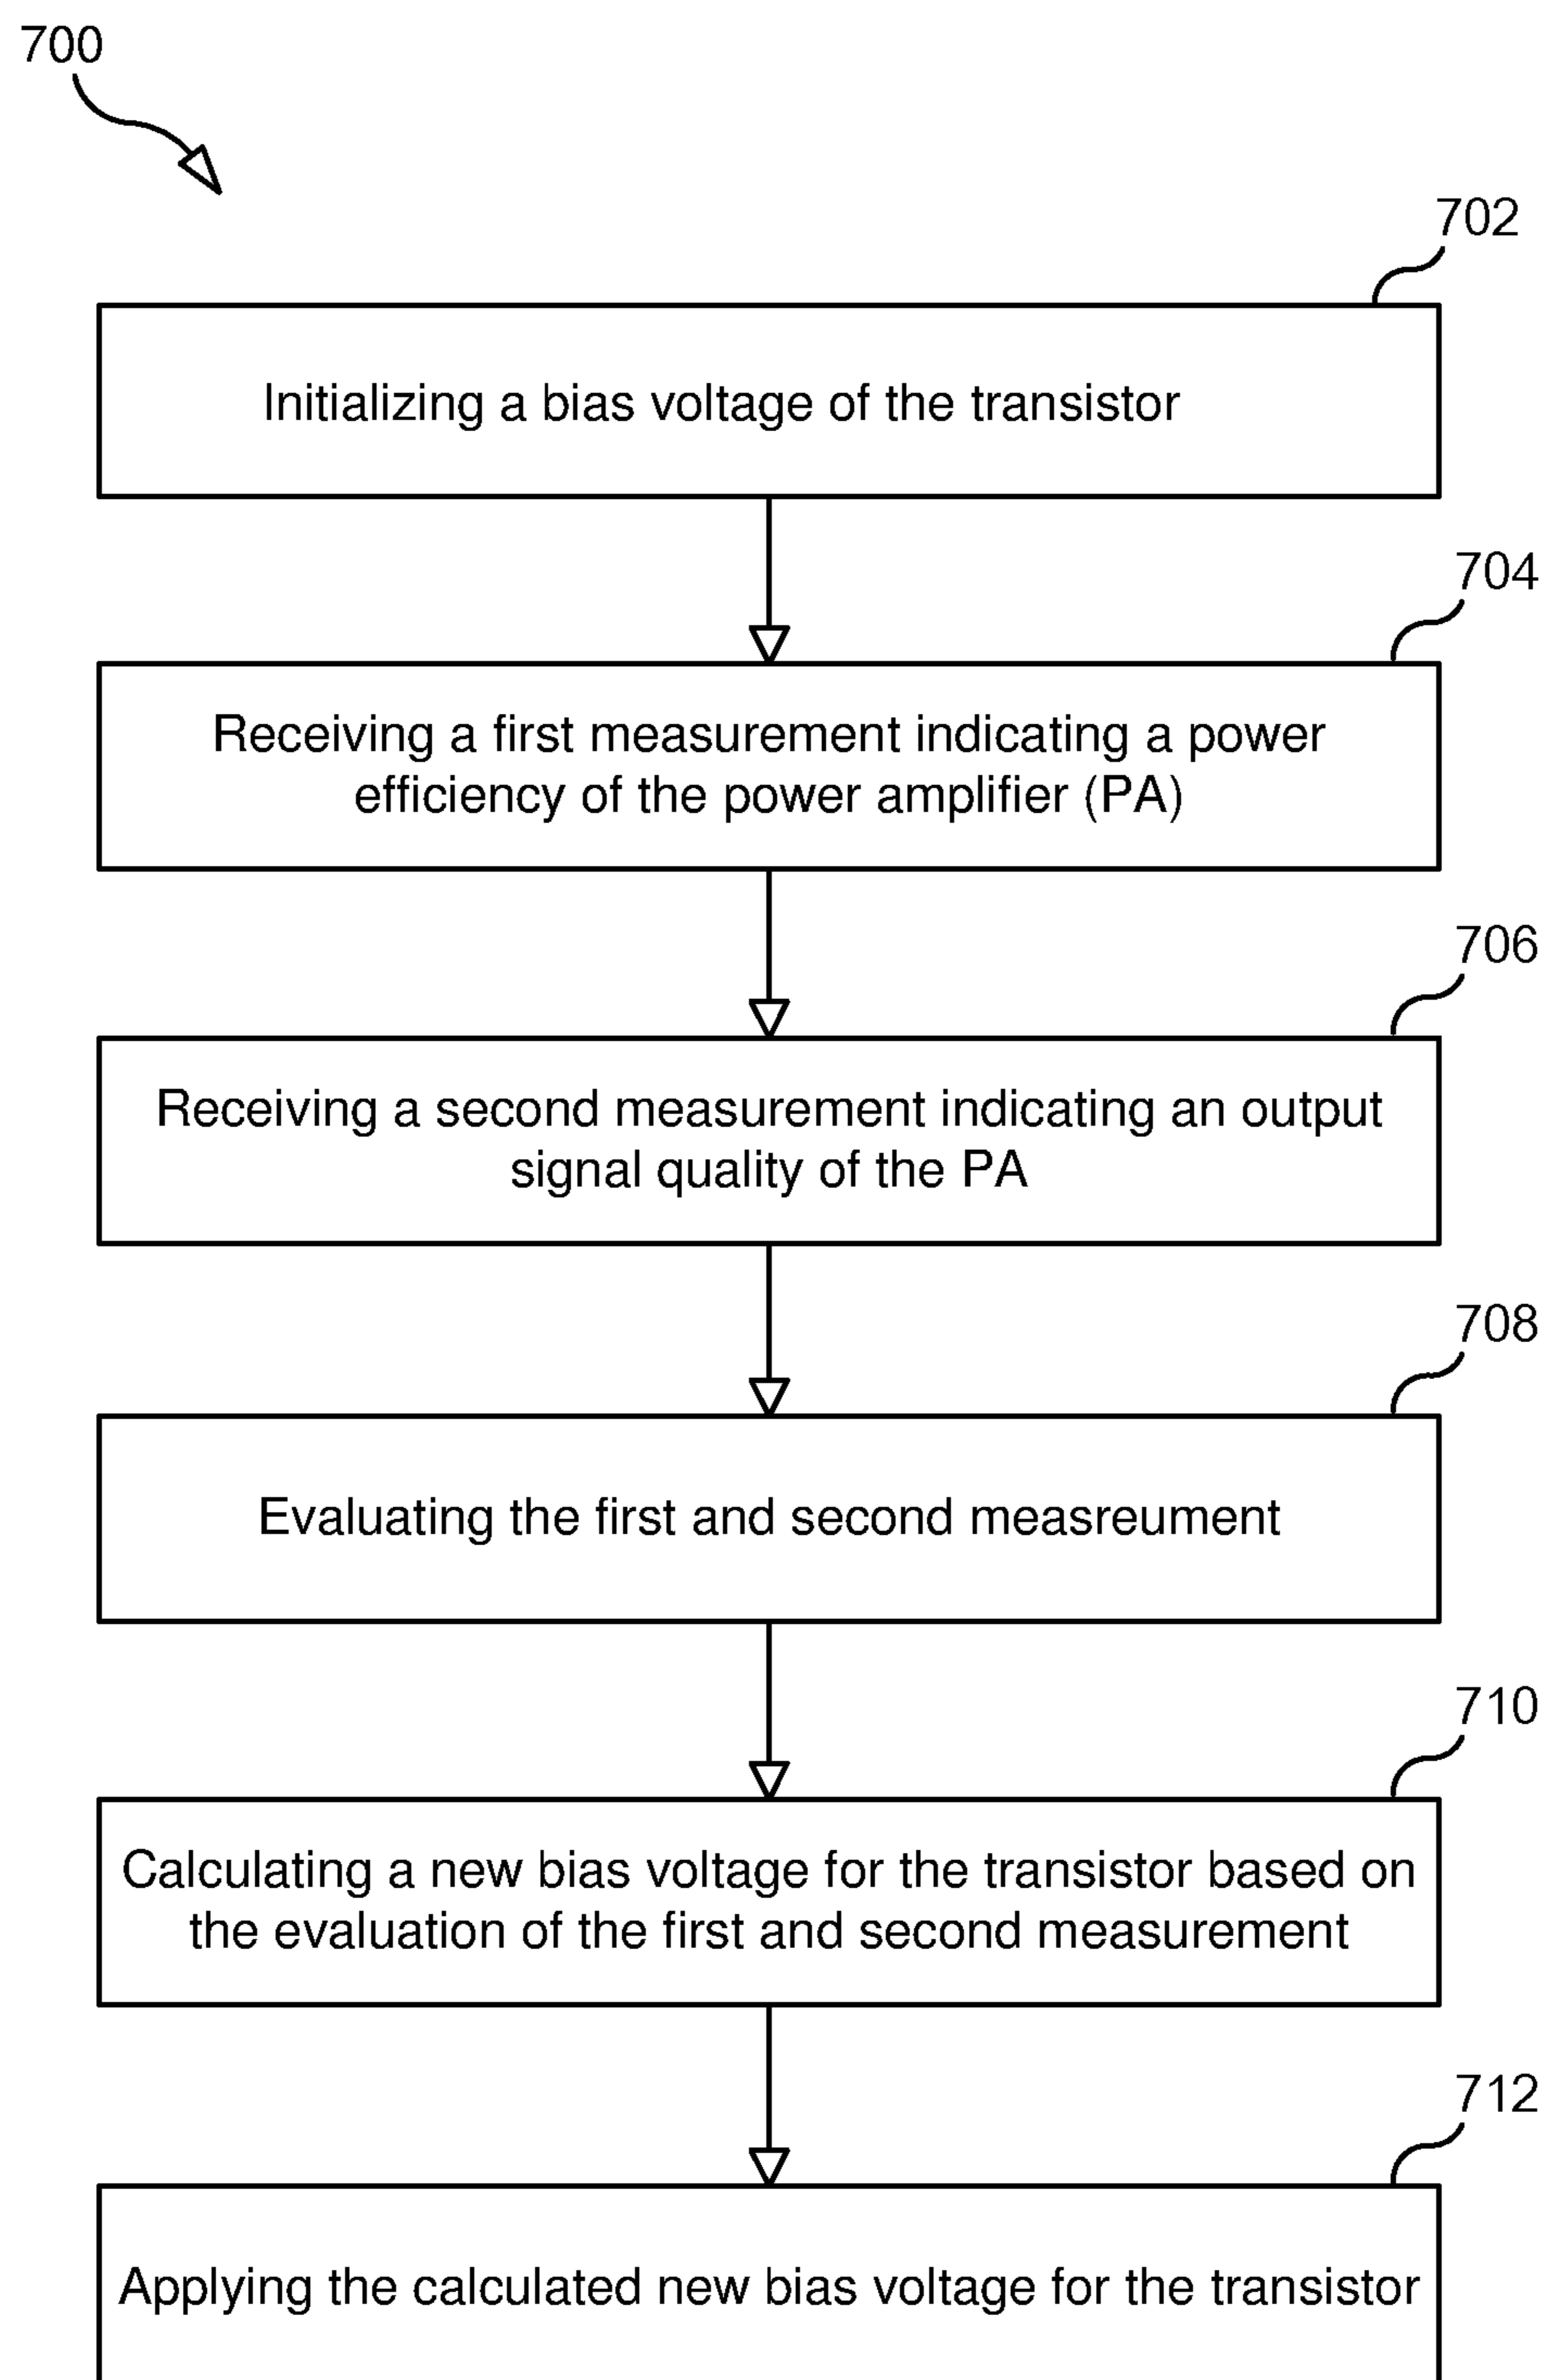 700
702
Initializing a bias voltage of the transistor
704
Receiving a first measurement indicating a power
efficiency of the power amplifier (PA)
706
Receiving a second measurement indicating an output
signal quality of the PA
708
Evaluating the first and second measreument
710
Calculating a new bias voltage for the transistor based on
the evaluation of the first and second measurement
712
Applying the calculated new bias voltage for the transistor